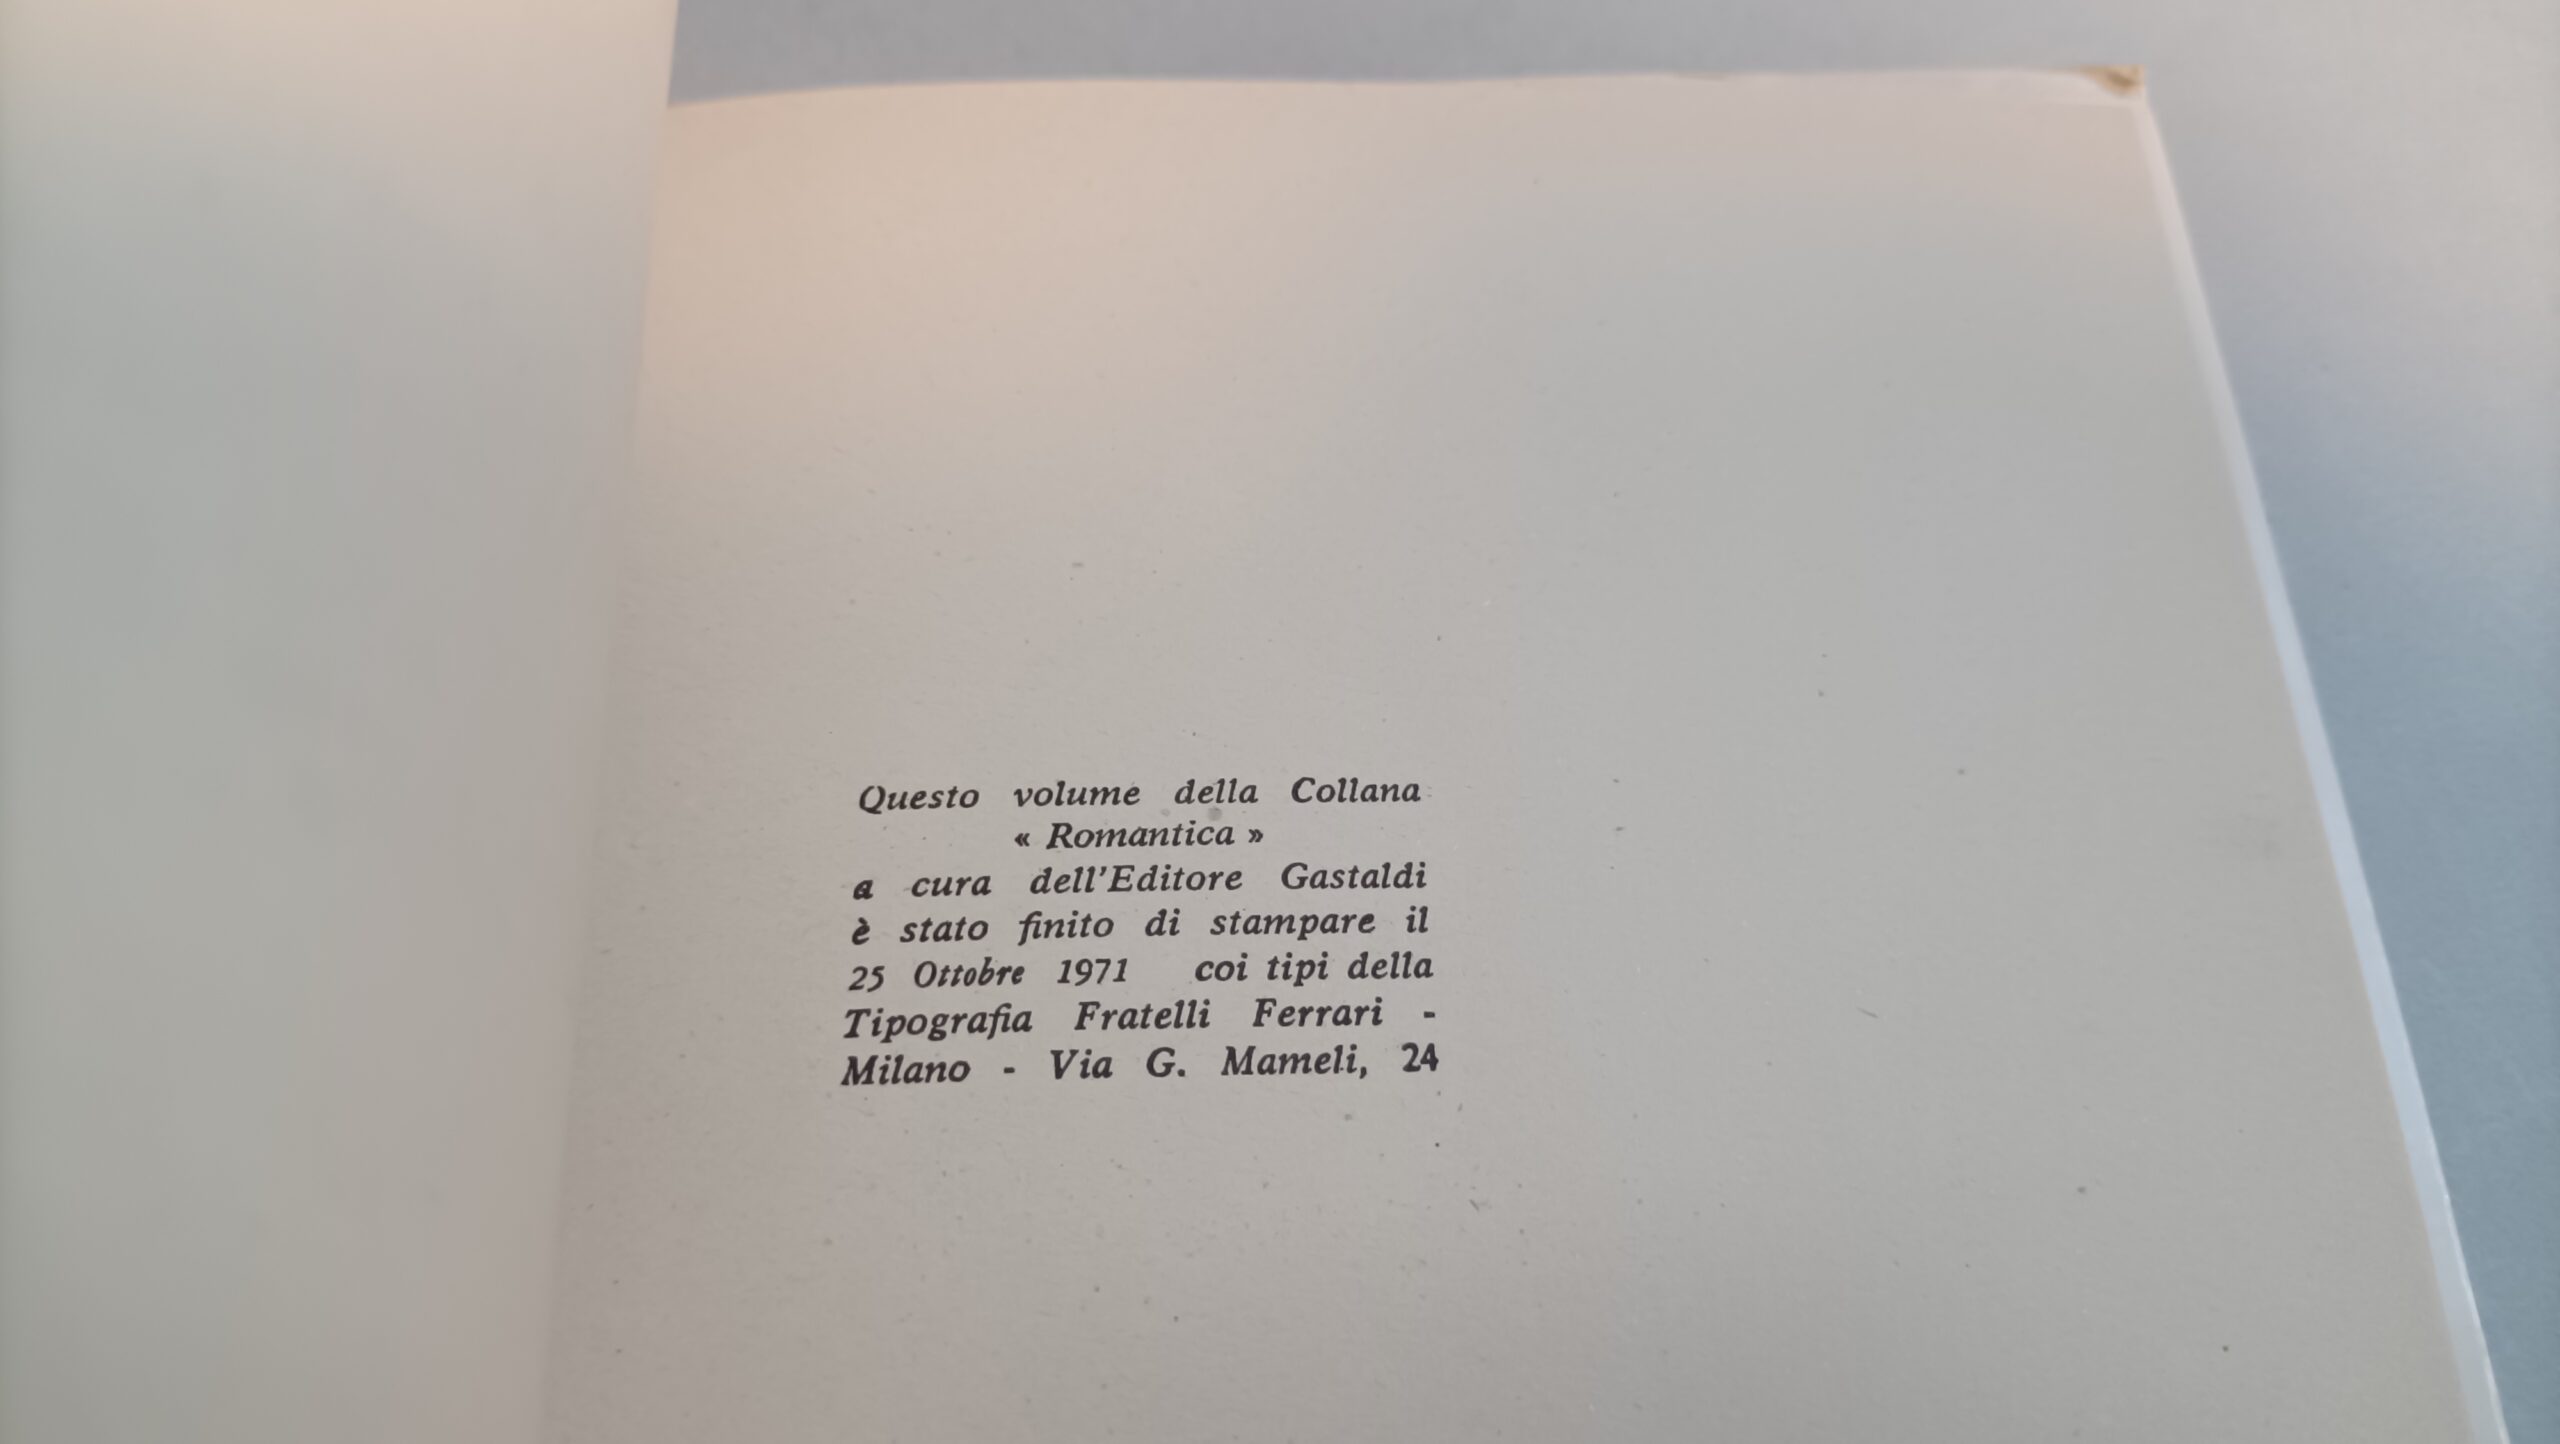 Questo volume della Collana
« Romantica »
a cura dell'Editore Gastaldi
è stato finito di stampare il
25 Ottobre 1971 coi tipi della
Tipografia Fratelli Ferrari -
Milano - Via G. Mameli, 24